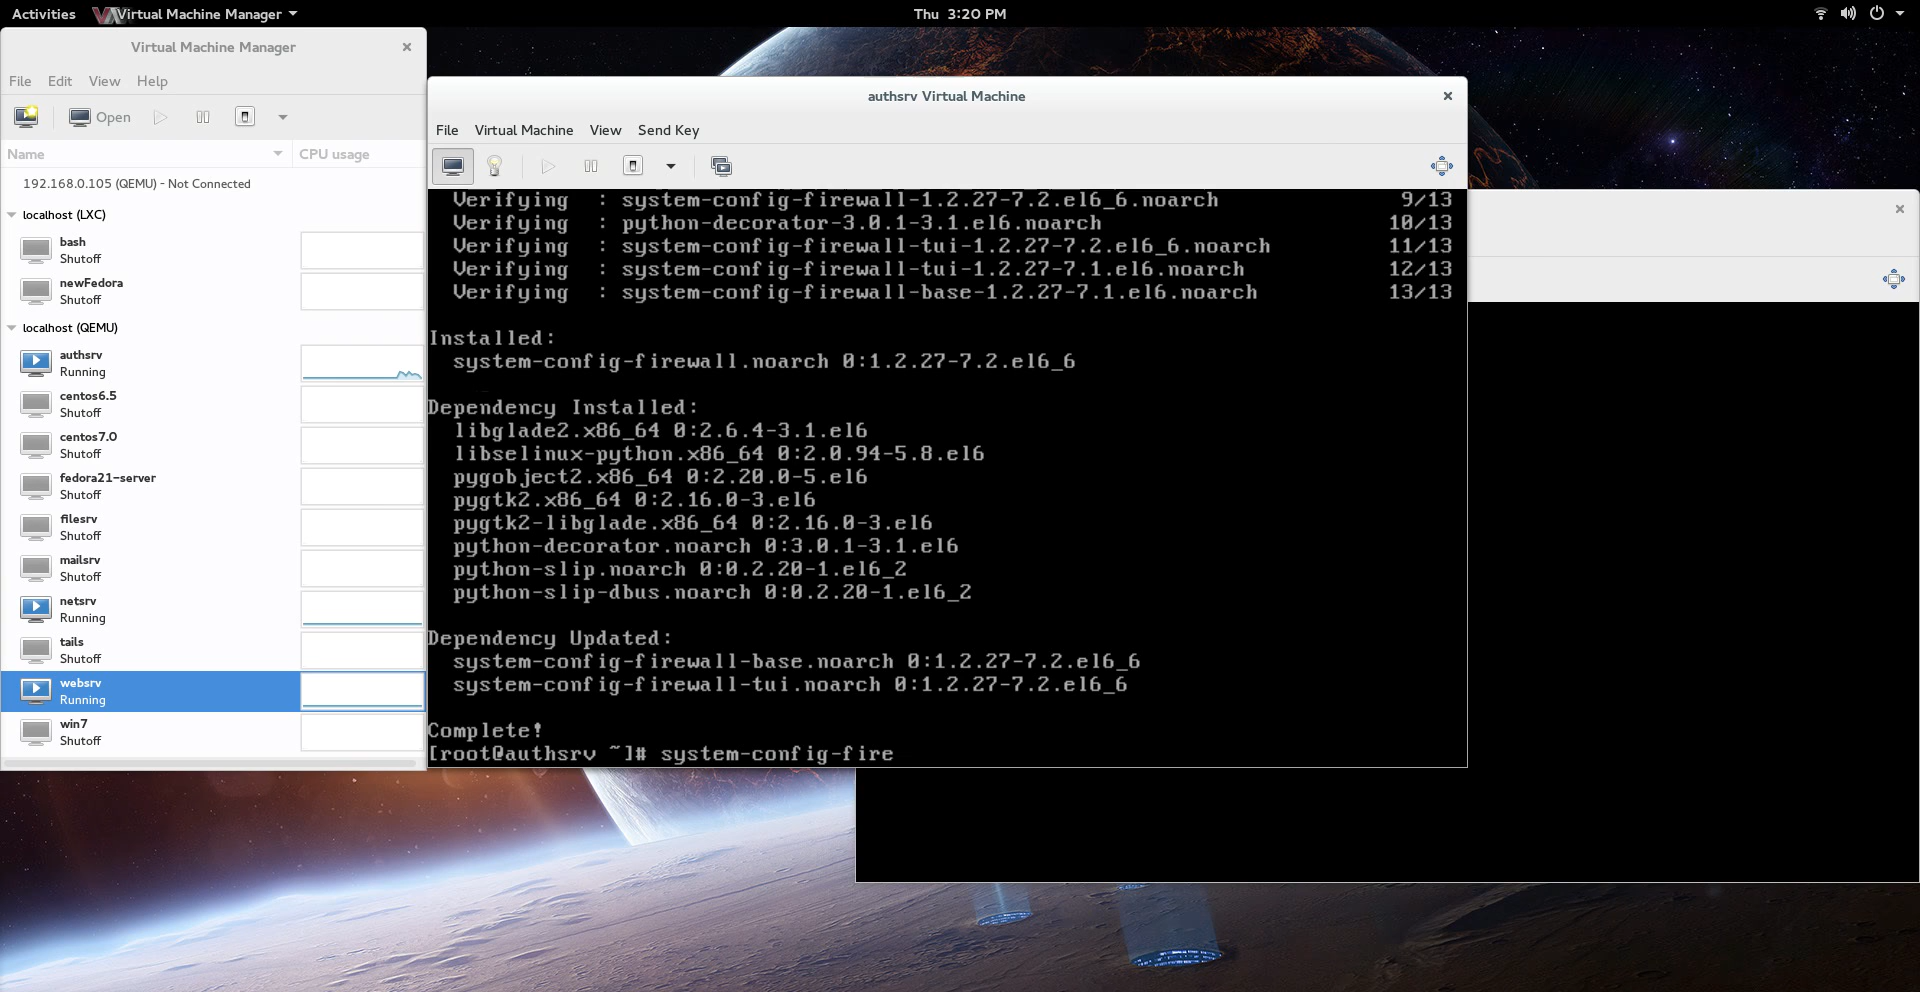 Activities Virtual Machine Manager Thu 3:20 PM
Virtual Machine Manager
File Edit View Help
Open
Name CPU usage
192.168.0.105 (QEMU) - Not Connected
localhost (LXC)
bash
Shutoff
newFedora
Shutoff
localhost (QEMU)
authsrv
Running
centos6.5
Shutoff
centos7.0
Shutoff
fedora21-server
Shutoff
filesrv
Shutoff
mailsrv
Shutoff
netsrv
Running
tails
Shutoff
websrv
Running
win7
Shutoff
authsrv Virtual Machine
File Virtual Machine View Send Key
Verifying : system-config-firewall-1.2.27-7.2.el6_6.noarch 9/13
Verifying : python-decorator-3.0.1-3.1.el6.noarch 10/13
Verifying : system-config-firewall-tui-1.2.27-7.2.el6_6.noarch 11/13
Verifying : system-config-firewall-tui-1.2.27-7.1.el6.noarch 12/13
Verifying : system-config-firewall-base-1.2.27-7.1.el6.noarch 13/13
Installed:
system-config-firewall.noarch 0:1.2.27-7.2.el6_6
Dependency Installed:
libglade2.x86_64 0:2.6.4-3.1.el6
libselinux-python.x86_64 0:2.0.94-5.8.el6
pygobject2.x86_64 0:2.20.0-5.el6
pygtk2.x86_64 0:2.16.0-3.el6
pygtk2-libglade.x86_64 0:2.16.0-3.el6
python-decorator.noarch 0:3.0.1-3.1.el6
python-slip.noarch 0:0.2.20-1.el6_2
python-slip-dbus.noarch 0:0.2.20-1.el6_2
Dependency Updated:
system-config-firewall-base.noarch 0:1.2.27-7.2.el6_6
system-config-firewall-tui.noarch 0:1.2.27-7.2.el6_6
Complete!
[root@authsrv ~]# system-config-fire